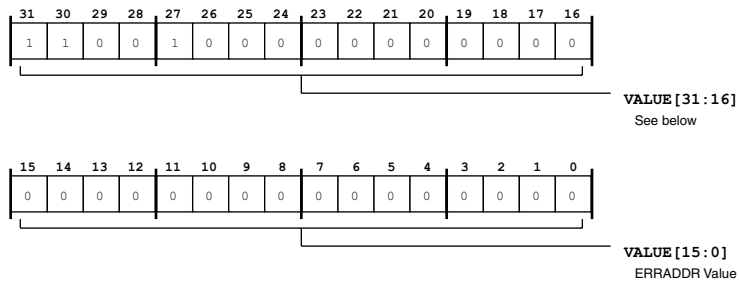 31 30 29 28 27 26 25 24 23 22 21 20 19 18 17 16
1 1 0 0 1 0 0 0 0 0 0 0 0 0 0 0
VALUE[31:16]
See below
15 14 13 12 11 10 9 8 7 6 5 4 3 2 1 0
0 0 0 0 0 0 0 0 0 0 0 0 0 0 0 0
VALUE[15:0]
ERRADDR Value